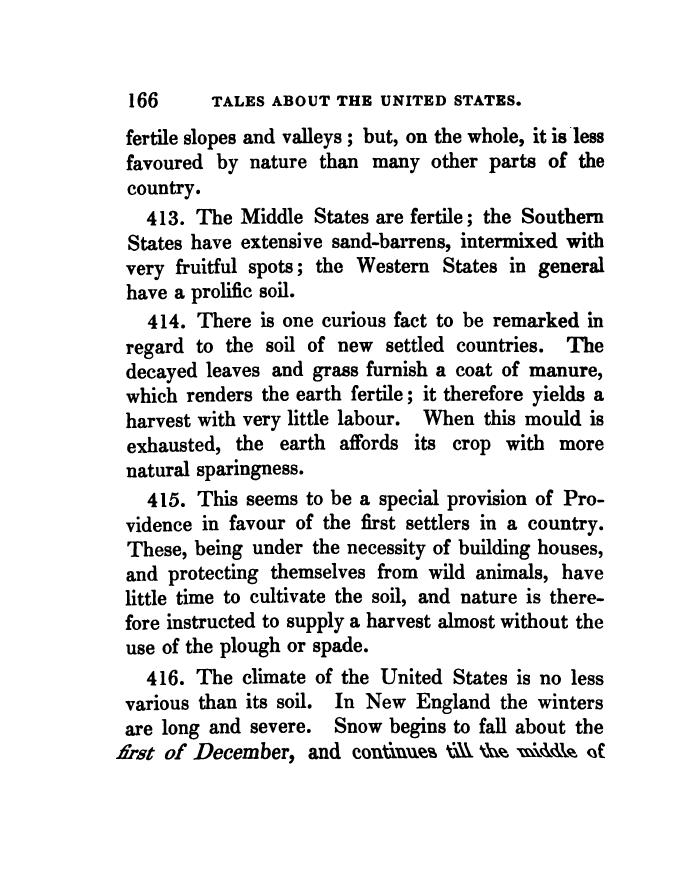 166 TALES ABOUT THE UNITED STATES.
fertile slopes and valleys ; but, on the whole, it is less
favoured by nature than many other parts of the
country.
413. The Middle States are fertile ; the Southern
States have extensive sand-barrens, intermixed with
very fruitful spots ; the Western States in general
have a prolific soil.
414. There is one curious fact to be remarked in
regard to the soil of new settled countries. The
decayed leaves and grass furnish a coat of manure,
which renders the earth fertile ; it therefore yields a
harvest with very little labour. When this mould is
exhausted, the earth affords its crop with more
natural sparingness.
415. This seems to be a special provision of Pro-
vidence in favour of the first settlers in a country.
These, being under the necessity of building houses,
and protecting themselves from wild animals, have
little time to cultivate the soil, and nature is there-
fore instructed to supply a harvest almost without the
use of the plough or spade.
416. The climate of the United States is no less
various than its soil. In New England the winters
are long and severe. Snow begins to fall about the
first of December, and continues till the middle of